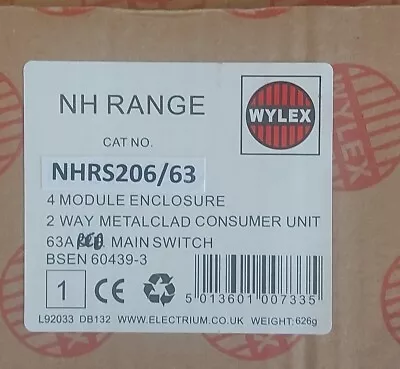 NH RANGE
WYLEX
CAT NO.
NHRS206/63
4 MODULE ENCLOSURE
2 WAY METALCLAD CONSUMER UNIT
63A RCD MAIN SWITCH
BSEN 60439-3
1 CE
5 013601 007335
L92033 DB132 WWW.ELECTRIUM.CO.UK WEIGHT: 626g